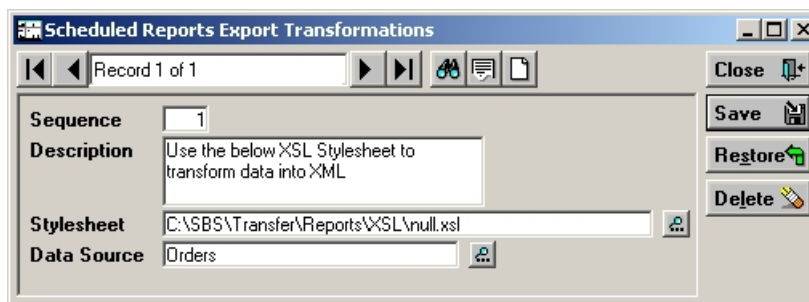 Scheduled Reports Export Transformations
Record 1 of 1
Close
Save
Restore
Delete
Sequence 1
Description Use the below XSL Stylesheet to
transform data into XML
Stylesheet C:\SBS\Transfer\Reports\XSL\null.xsl
Data Source Orders